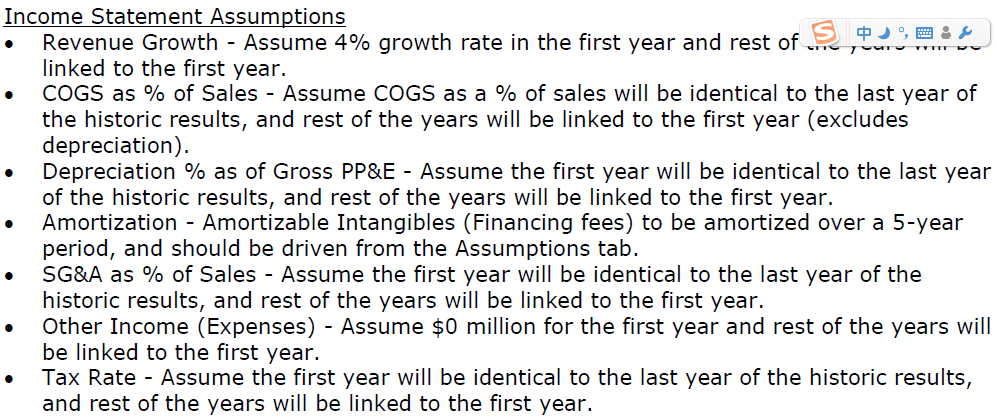 Income Statement Assumptions
• Revenue Growth - Assume 4% growth rate in the first year and rest of
linked to the first year.
• COGS as % of Sales - Assume COGS as a % of sales will be identical to the last year of
the historic results, and rest of the years will be linked to the first year (excludes
depreciation).
• Depreciation % as of Gross PP&E - Assume the first year will be identical to the last year
of the historic results, and rest of the years will be linked to the first year.
• Amortization - Amortizable Intangibles (Financing fees) to be amortized over a 5-year
period, and should be driven from the Assumptions tab.
• SG&A as % of Sales - Assume the first year will be identical to the last year of the
historic results, and rest of the years will be linked to the first year.
• Other Income (Expenses) - Assume $0 million for the first year and rest of the years will
be linked to the first year.
• Tax Rate - Assume the first year will be identical to the last year of the historic results,
and rest of the years will be linked to the first year.
S 中